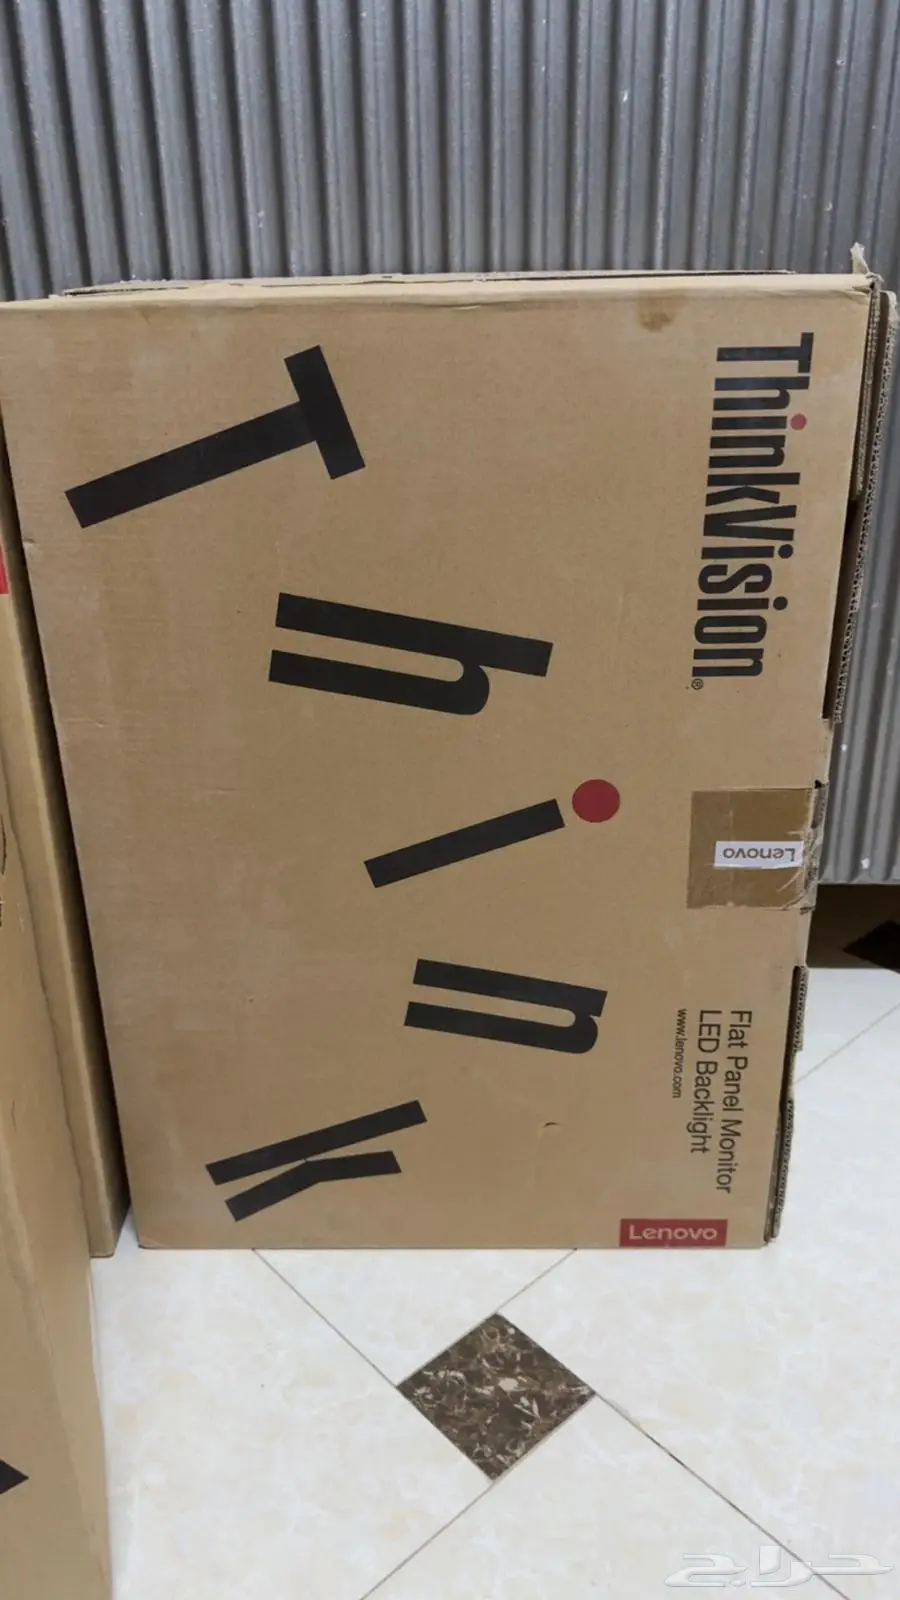 ThinkVision®
Think
Lenovo
Flat Panel Monitor
LED Backlight
www.lenovo.com
Lenovo
حراج